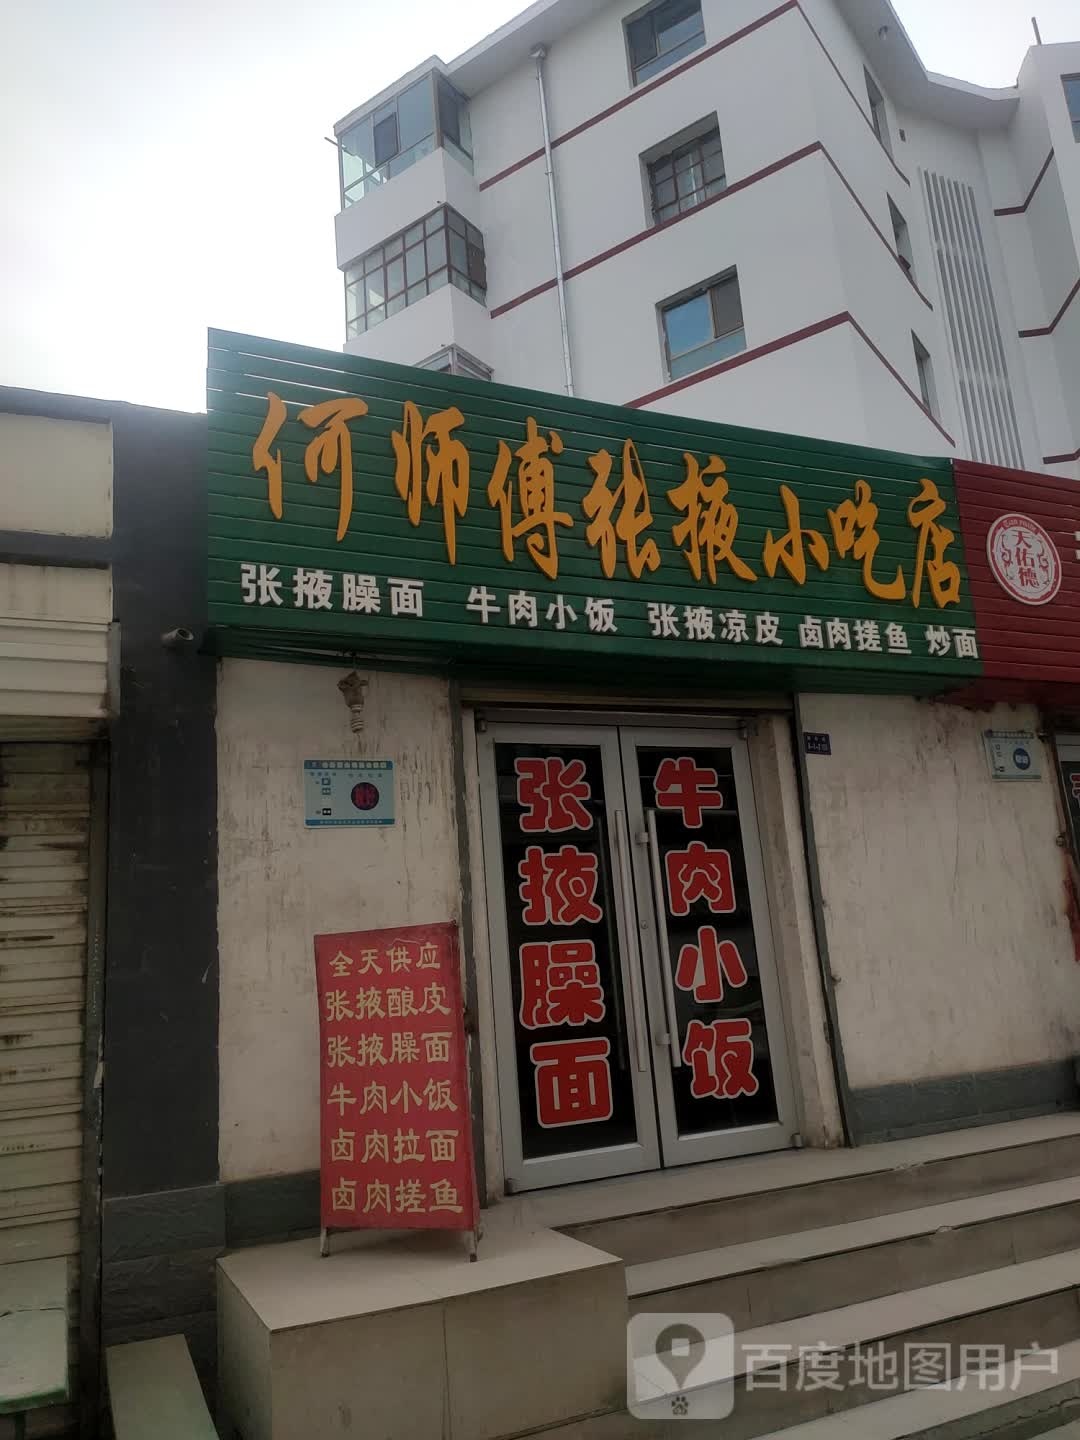 何师傅张掖小吃店
张掖臊面 牛肉小饭 张掖凉皮 卤肉搓鱼 炒面
天佑德
张掖臊面
牛肉小饭
全天供应
张掖酿皮
张掖臊面
牛肉小饭
卤肉拉面
卤肉搓鱼
百度地图用户